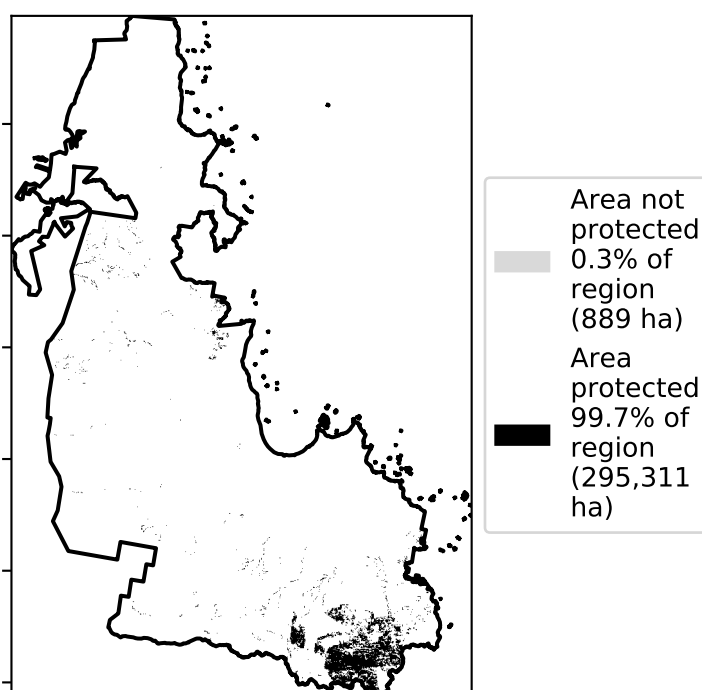 Area not
protected
0.3% of
region
(889 ha)
Area
protected
99.7% of
region
(295,311
ha)